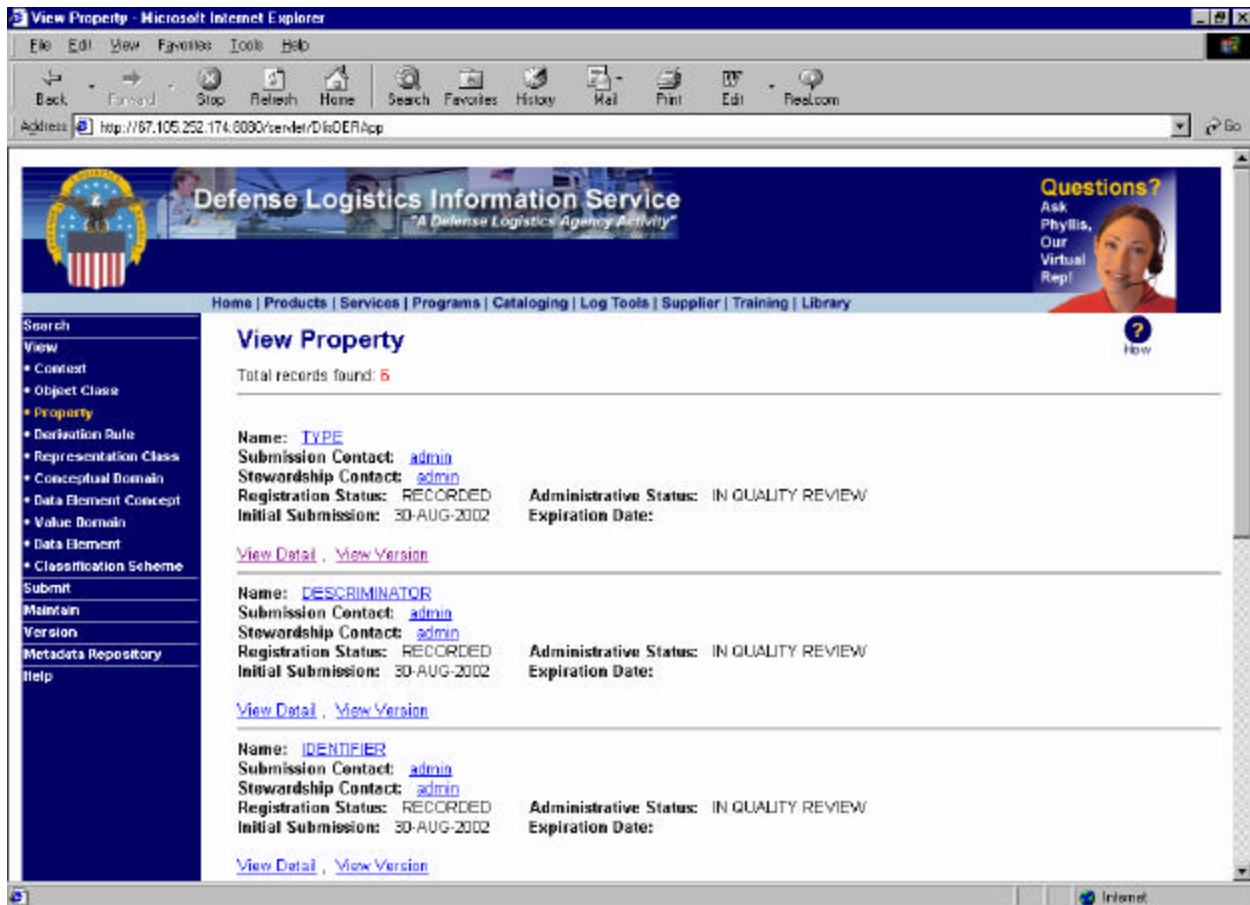 View Property - Microsoft Internet Explorer
File Edit View Favorites Tools Help
Back Forward Stop Refresh Home Search Favorites History Mail Print Edit Real.com
Address http://67.105.252.174:8080/servlet/DlisOERApp Go
Defense Logistics Information Service
"A Defense Logistics Agency Activity"
Questions?
Ask
Phyllis,
Our
Virtual
Rep!
Home | Products | Services | Programs | Cataloging | Log Tools | Supplier | Training | Library
Search
View
• Context
• Object Class
• Property
• Derivation Rule
• Representation Class
• Conceptual Domain
• Data Element Concept
• Value Domain
• Data Element
• Classification Scheme
Submit
Maintain
Version
Metadata Repository
Help
View Property
?
How
Total records found: 6
Name: TYPE
Submission Contact: admin
Stewardship Contact: admin
Registration Status: RECORDED Administrative Status: IN QUALITY REVIEW
Initial Submission: 30-AUG-2002 Expiration Date:
View Detail , View Version
Name: DESCRIMINATOR
Submission Contact: admin
Stewardship Contact: admin
Registration Status: RECORDED Administrative Status: IN QUALITY REVIEW
Initial Submission: 30-AUG-2002 Expiration Date:
View Detail , View Version
Name: IDENTIFIER
Submission Contact: admin
Stewardship Contact: admin
Registration Status: RECORDED Administrative Status: IN QUALITY REVIEW
Initial Submission: 30-AUG-2002 Expiration Date:
View Detail , View Version
Internet